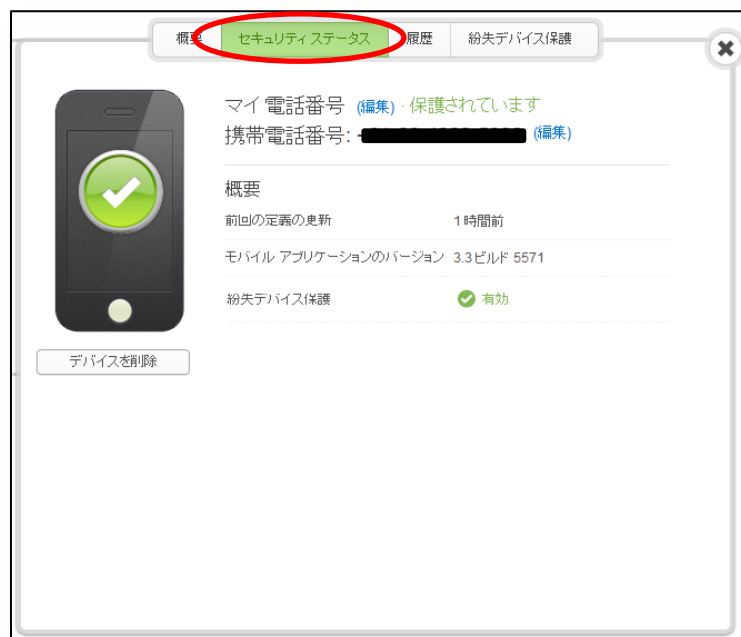 概要 セキュリティ ステータス 履歴 紛失デバイス保護
マイ 電話番号 (編集) · 保護されています
携帯電話番号: (編集)
概要
前回の定義の更新 1 時間前
モバイル アプリケーションのバージョン 3.3 ビルド 5571
紛失デバイス保護 有効
デバイスを削除